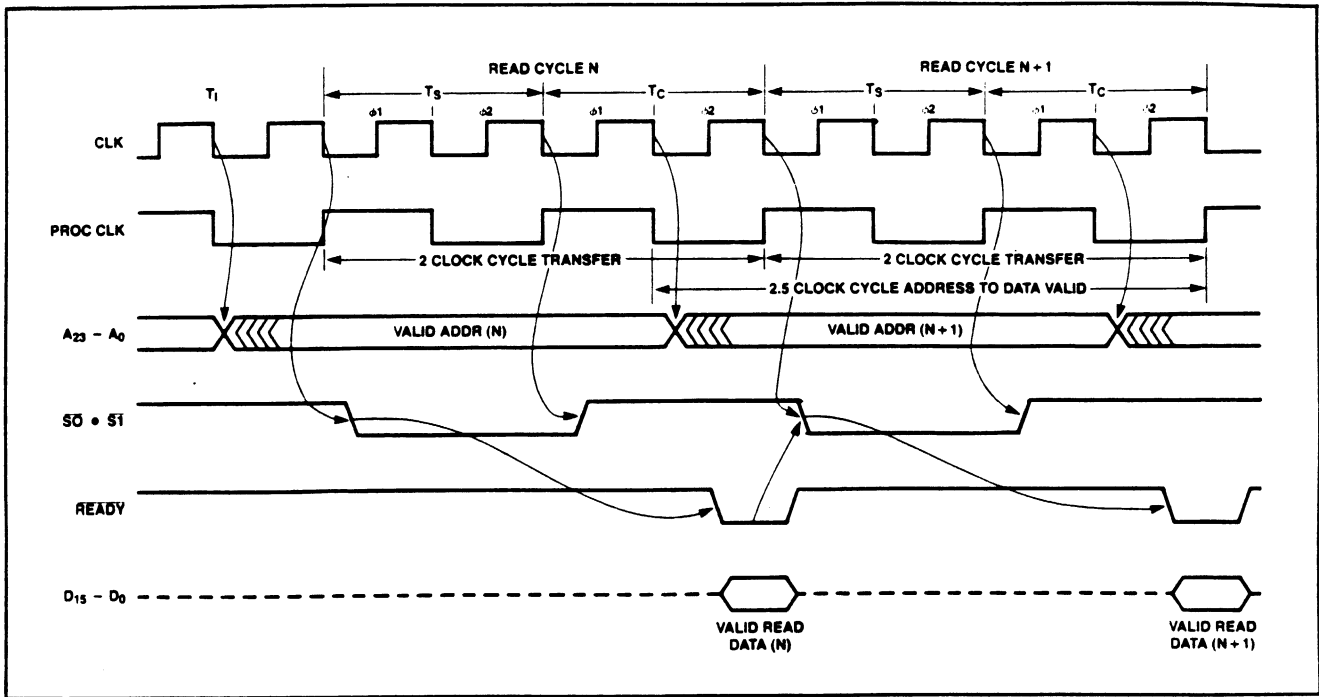 READ CYCLE N
READ CYCLE N + 1
T_I
T_S
T_C
T_S
T_C
φ1
φ2
φ1
φ2
φ1
φ2
φ1
φ2
CLK
PROC CLK
2 CLOCK CYCLE TRANSFER
2 CLOCK CYCLE TRANSFER
2.5 CLOCK CYCLE ADDRESS TO DATA VALID
A₂₃ – A₀
VALID ADDR (N)
VALID ADDR (N + 1)
S̅0̅ • S̅1̅
R̅E̅A̅D̅Y̅
D₁₅ – D₀
VALID READ
DATA (N)
VALID READ
DATA (N + 1)